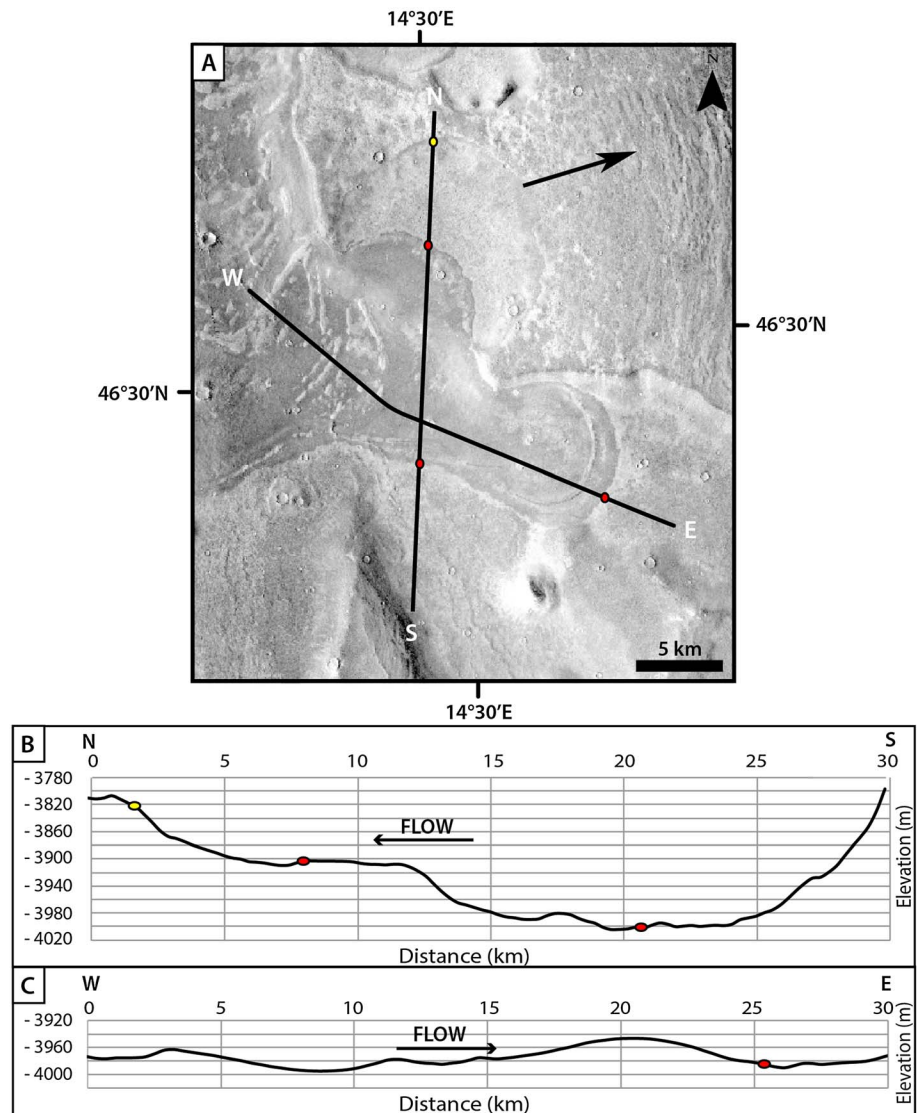 14°30'E
A
N
N
W
46°30'N
46°30'N
E
S
5 km
14°30'E
B
N
S
0 5 10 15 20 25 30
- 3780
- 3820
- 3860
- 3900
- 3940
- 3980
- 4020
FLOW
Elevation (m)
Distance (km)
C
W
E
0 5 10 15 20 25 30
- 3920
- 3960
- 4000
FLOW
Elevation (m)
Distance (km)